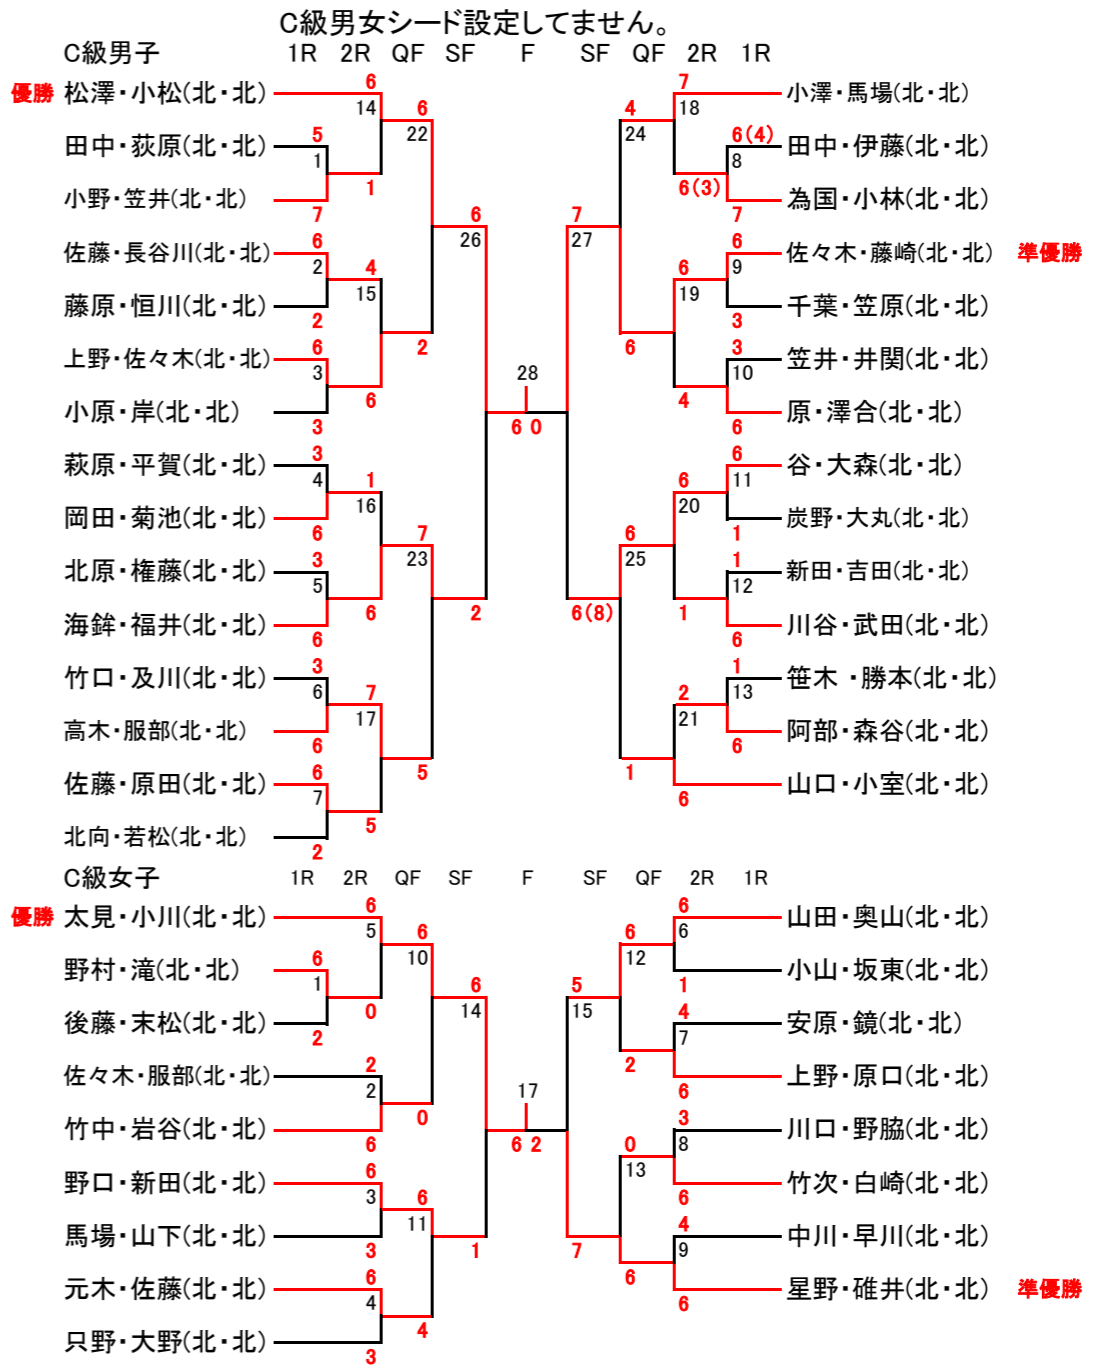 C級男女シード設定してません。
C級男子 1R 2R QF SF F SF QF 2R 1R
優勝 松澤・小松(北・北) 6 7 小澤・馬場(北・北)
14 6 4 18
田中・荻原(北・北) 5 22 24 6(4) 田中・伊藤(北・北)
1 8
小野・笠井(北・北) 1 6(3) 為国・小林(北・北)
7 6 7 7
佐藤・長谷川(北・北) 6 26 27 6 佐々木・藤崎(北・北) 準優勝
2 4 6 9
藤原・恒川(北・北) 15 19 千葉・笠原(北・北)
2 3
上野・佐々木(北・北) 6 2 6 3 笠井・井関(北・北)
3 28 10
小原・岸(北・北) 6 4 原・澤合(北・北)
3 6 0 6
萩原・平賀(北・北) 3 6 谷・大森(北・北)
4 1 6 11
岡田・菊池(北・北) 16 20 炭野・大丸(北・北)
6 7 6 1
北原・権藤(北・北) 3 23 25 1 新田・吉田(北・北)
5 12
海鉾・福井(北・北) 6 2 6(8) 1 川谷・武田(北・北)
6 6
竹口・及川(北・北) 3 1 笹木 ・勝本(北・北)
6 7 2 13
高木・服部(北・北) 17 21 阿部・森谷(北・北)
6 6
佐藤・原田(北・北) 6 5 1 山口・小室(北・北)
7 6
北向・若松(北・北) 5
2
C級女子 1R 2R QF SF F SF QF 2R 1R
優勝 太見・小川(北・北) 6 6 山田・奥山(北・北)
5 6 6 6
野村・滝(北・北) 6 10 12 小山・坂東(北・北)
1 6 5 1
後藤・末松(北・北) 0 14 15 4 安原・鏡(北・北)
2 7
佐々木・服部(北・北) 2 2 上野・原口(北・北)
2 17 6
竹中・岩谷(北・北) 0 3 川口・野脇(北・北)
6 6 2 0 8
野口・新田(北・北) 6 13 竹次・白崎(北・北)
3 6 6
馬場・山下(北・北) 11 4 中川・早川(北・北)
3 1 7 9
元木・佐藤(北・北) 6 6 星野・碓井(北・北) 準優勝
4 6
只野・大野(北・北) 4
3